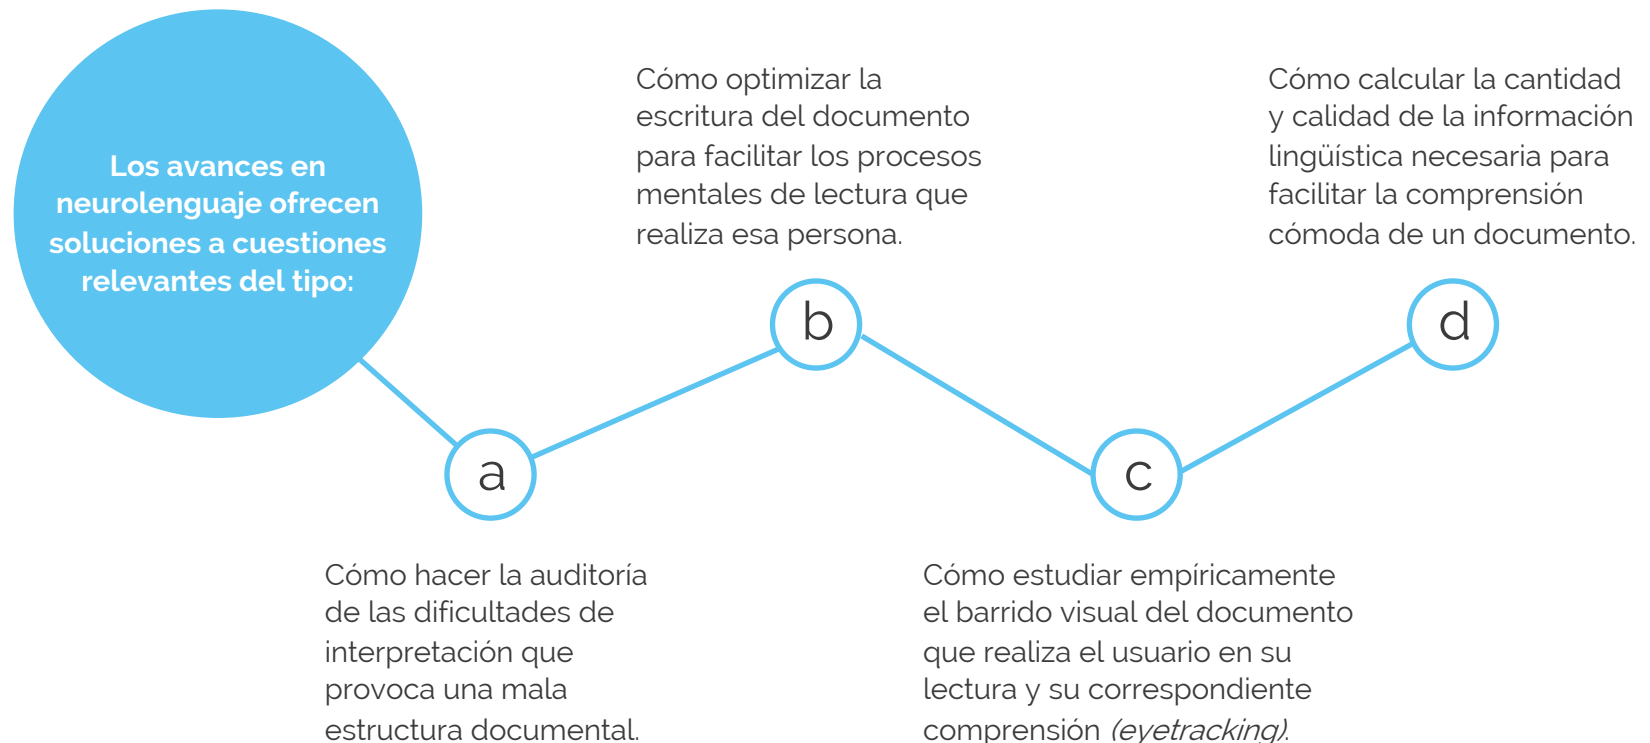 Los avances en
neurolenguaje ofrecen
soluciones a cuestiones
relevantes del tipo:
a
Cómo hacer la auditoría
de las dificultades de
interpretación que
provoca una mala
estructura documental.
Cómo optimizar la
escritura del documento
para facilitar los procesos
mentales de lectura que
realiza esa persona.
b
c
Cómo estudiar empíricamente
el barrido visual del documento
que realiza el usuario en su
lectura y su correspondiente
comprensión (eyetracking).
Cómo calcular la cantidad
y calidad de la información
lingüística necesaria para
facilitar la comprensión
cómoda de un documento.
d